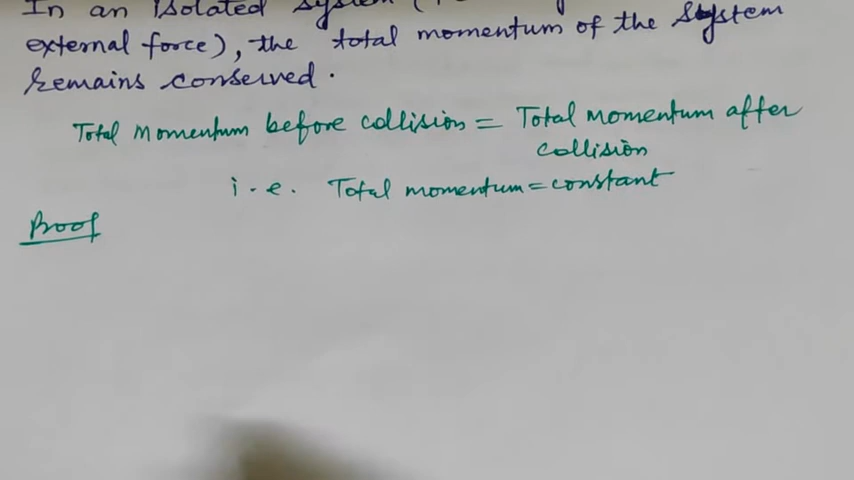 In an isolated system (
external force), the total momentum of the system
remains conserved.
Total Momentum before collision = Total momentum after
collision
i.e. Total momentum = constant
Proof